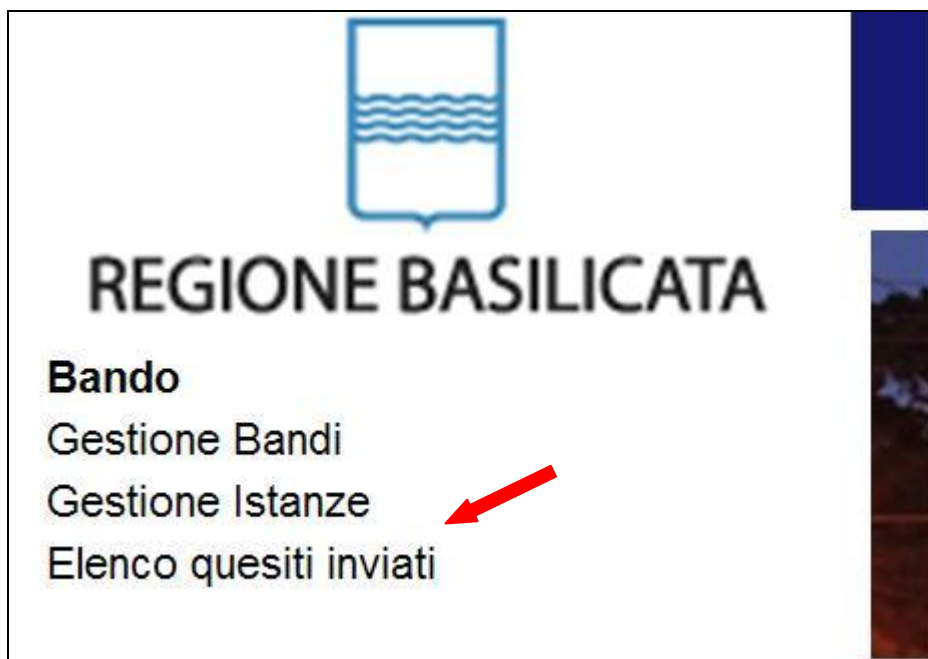 REGIONE BASILICATA
Bando
Gestione Bandi
Gestione Istanze
Elenco quesiti inviati